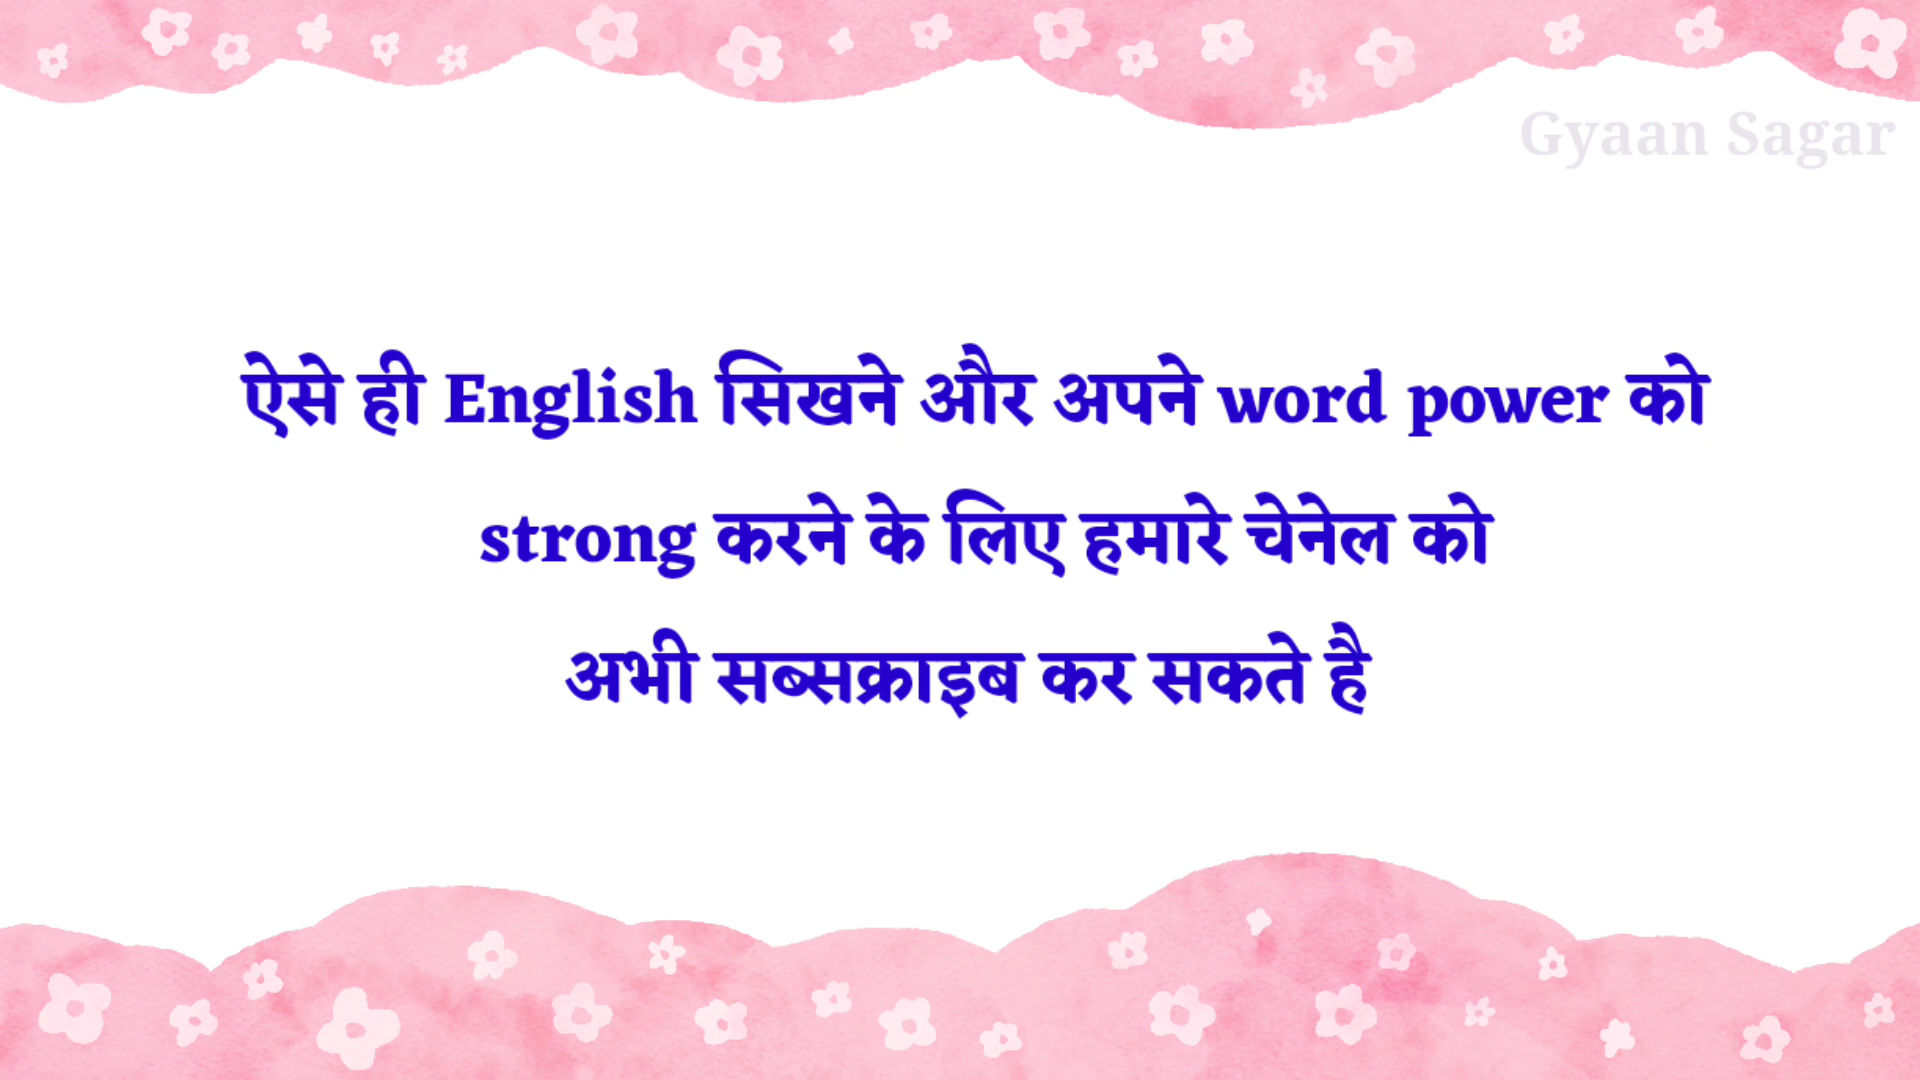 Gyaan Sagar
ऐसे ही English सिखने और अपने word power को
strong करने के लिए हमारे चेनेल को
अभी सब्सक्राइब कर सकते है